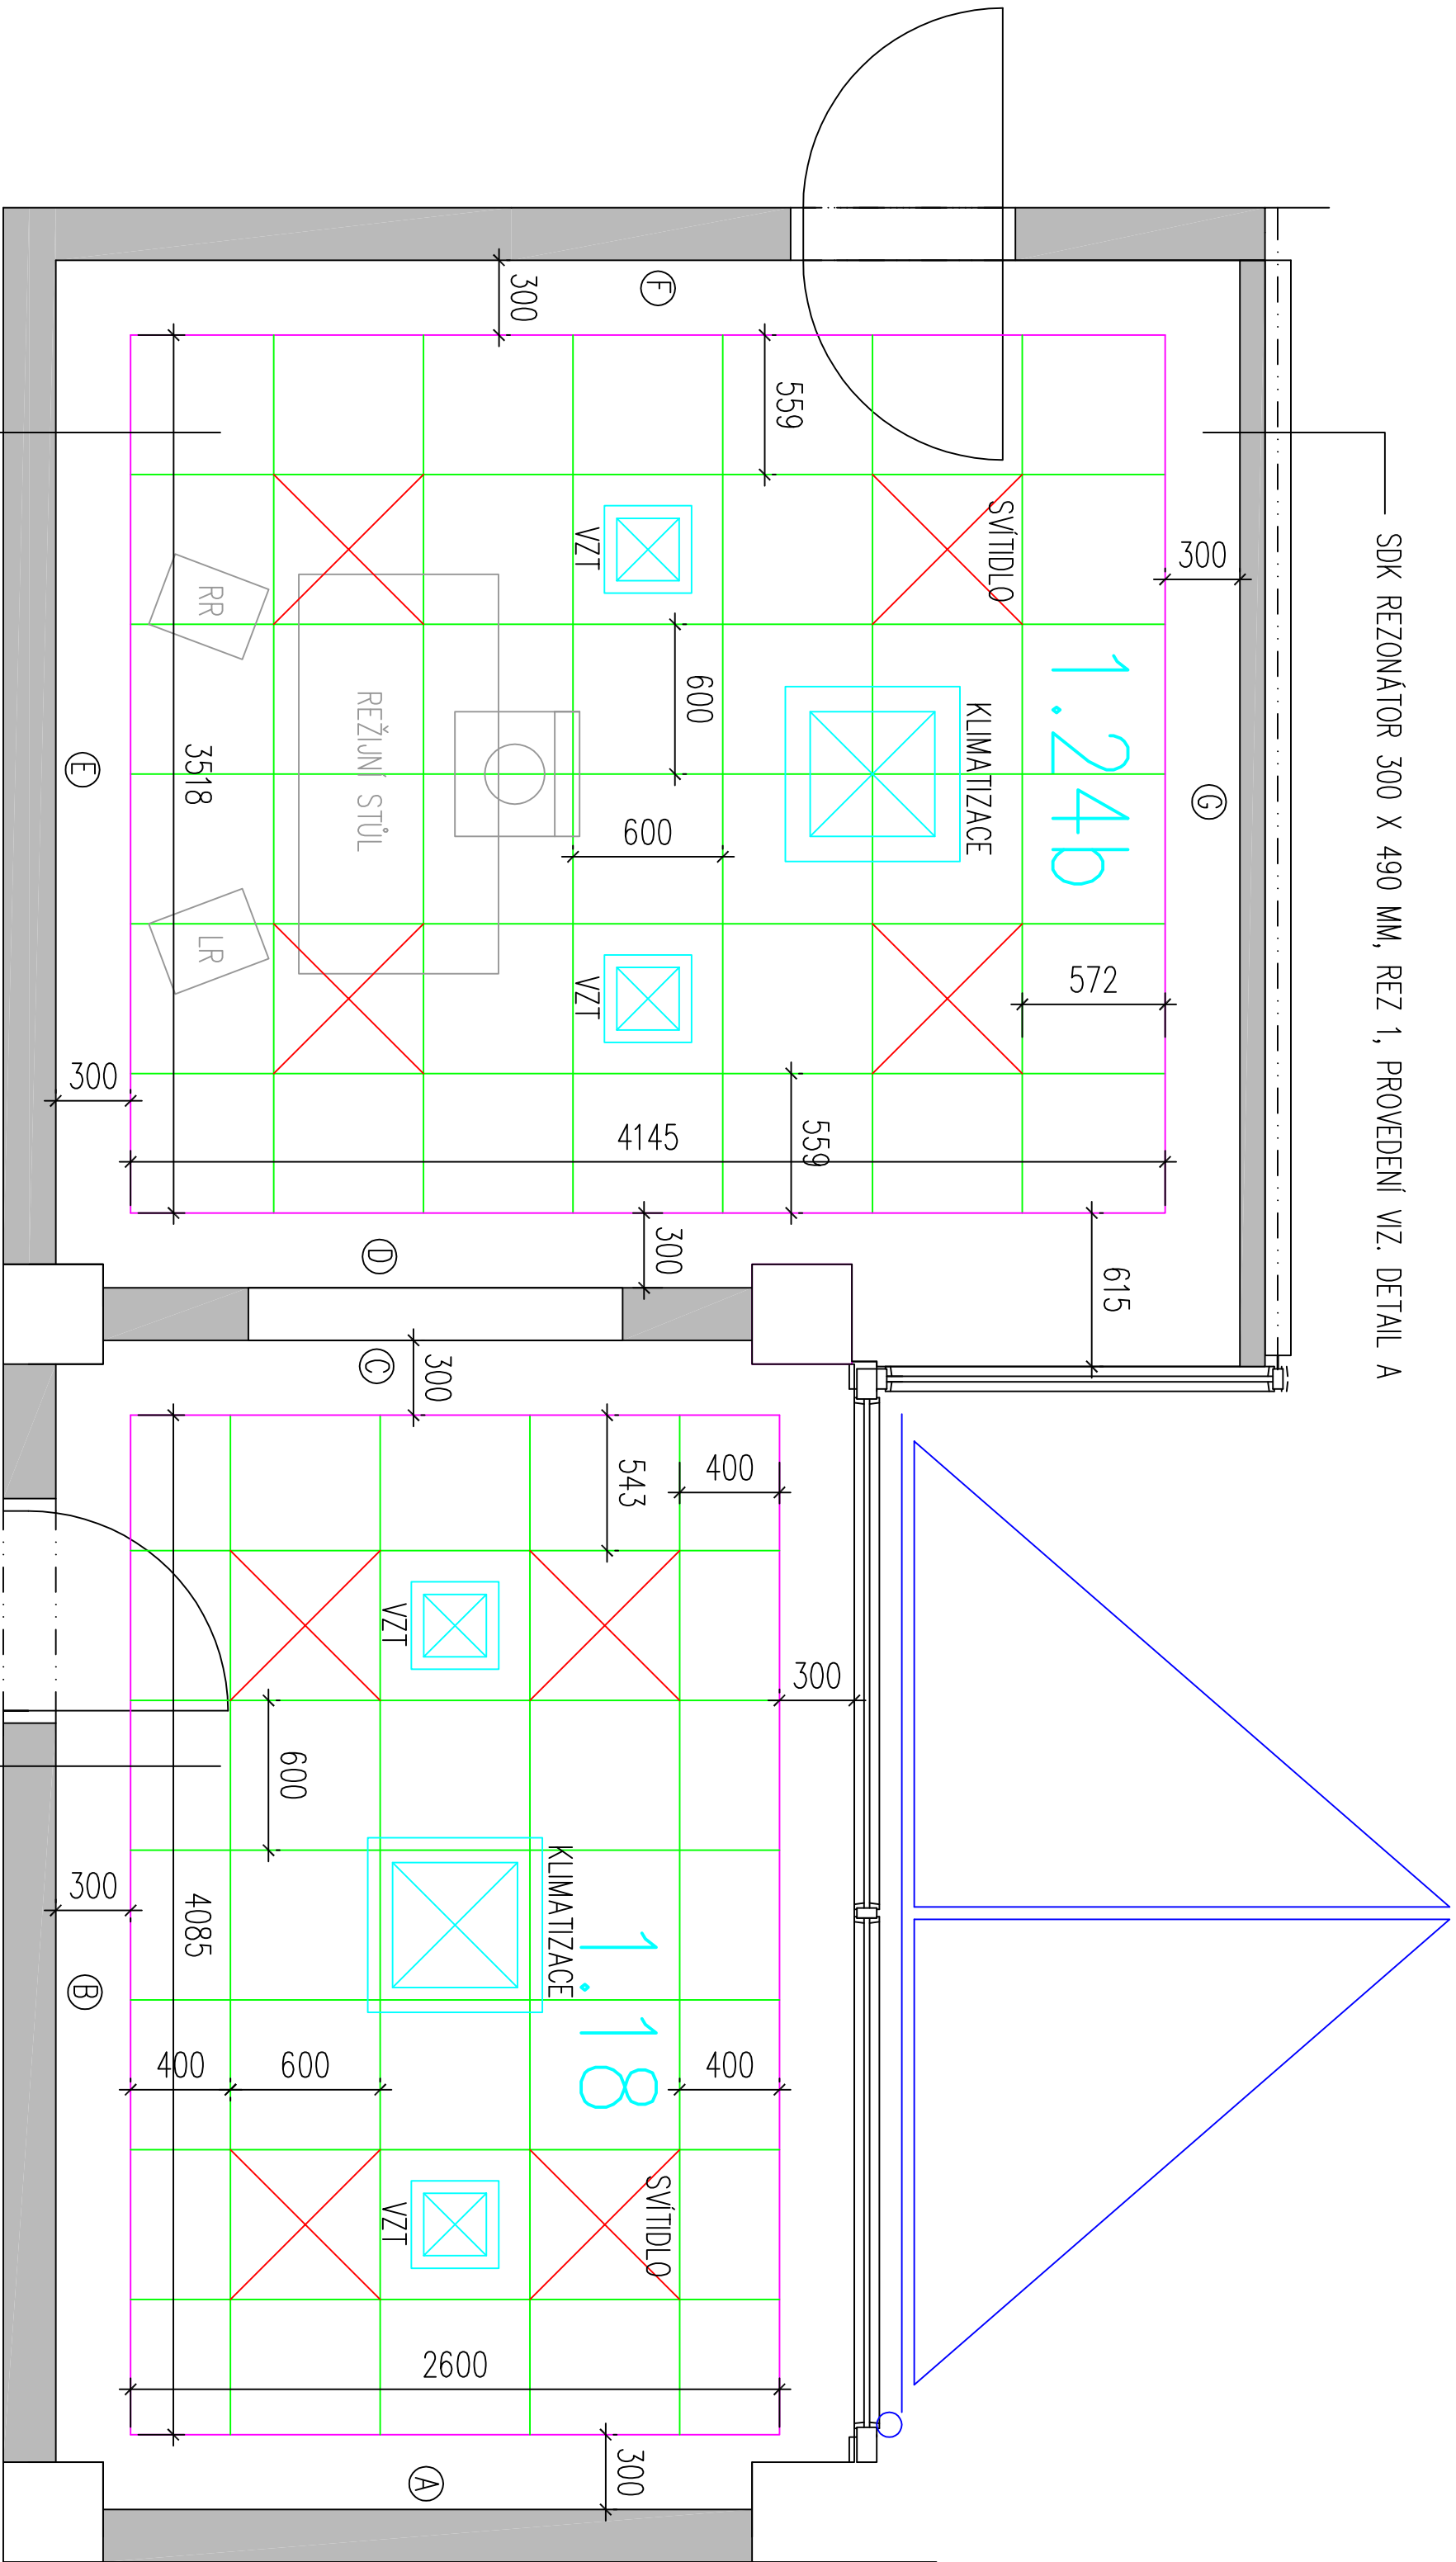 SDK REZONÁTOR 300 X 490 MM, REZ 1, PROVEDENÍ VIZ. DETAIL A
300
F
559
SVÍTIDLO
300
VZT
600
1.24b
KLIMATIZACE
G
RR
REŽIJNÍ STŮL
3518
E
600
LR
VZT
572
300
4145
559
300
615
D
C
300
543
400
VZT
300
600
KLIMATIZACE
1.18
300
4085
B
400
600
400
VZT
SVÍTIDLO
2600
300
A